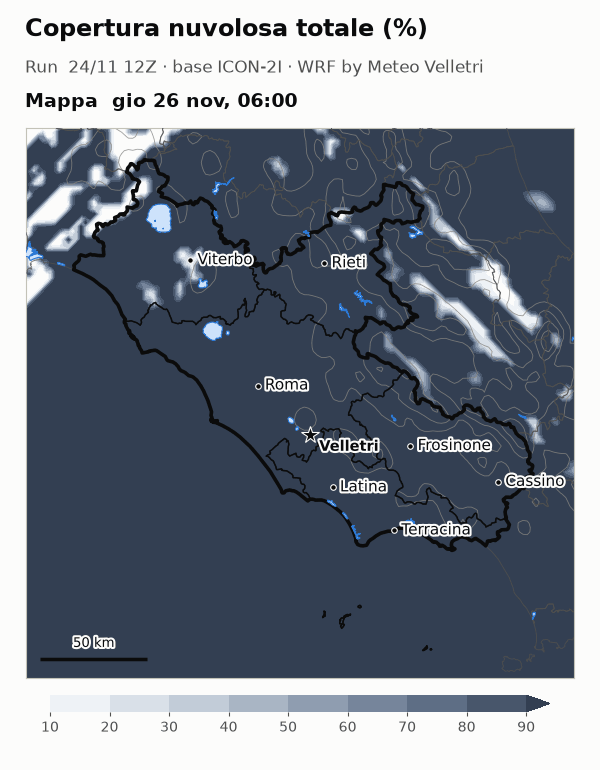 Copertura nuvolosa totale (%)
Run  24/11 12Z · base ICON-2I · WRF by Meteo Velletri
Mappa  gio 26 nov, 06:00
Viterbo
Rieti
Roma
Velletri
Frosinone
Cassino
Latina
Terracina
50 km
10 20 30 40 50 60 70 80 90